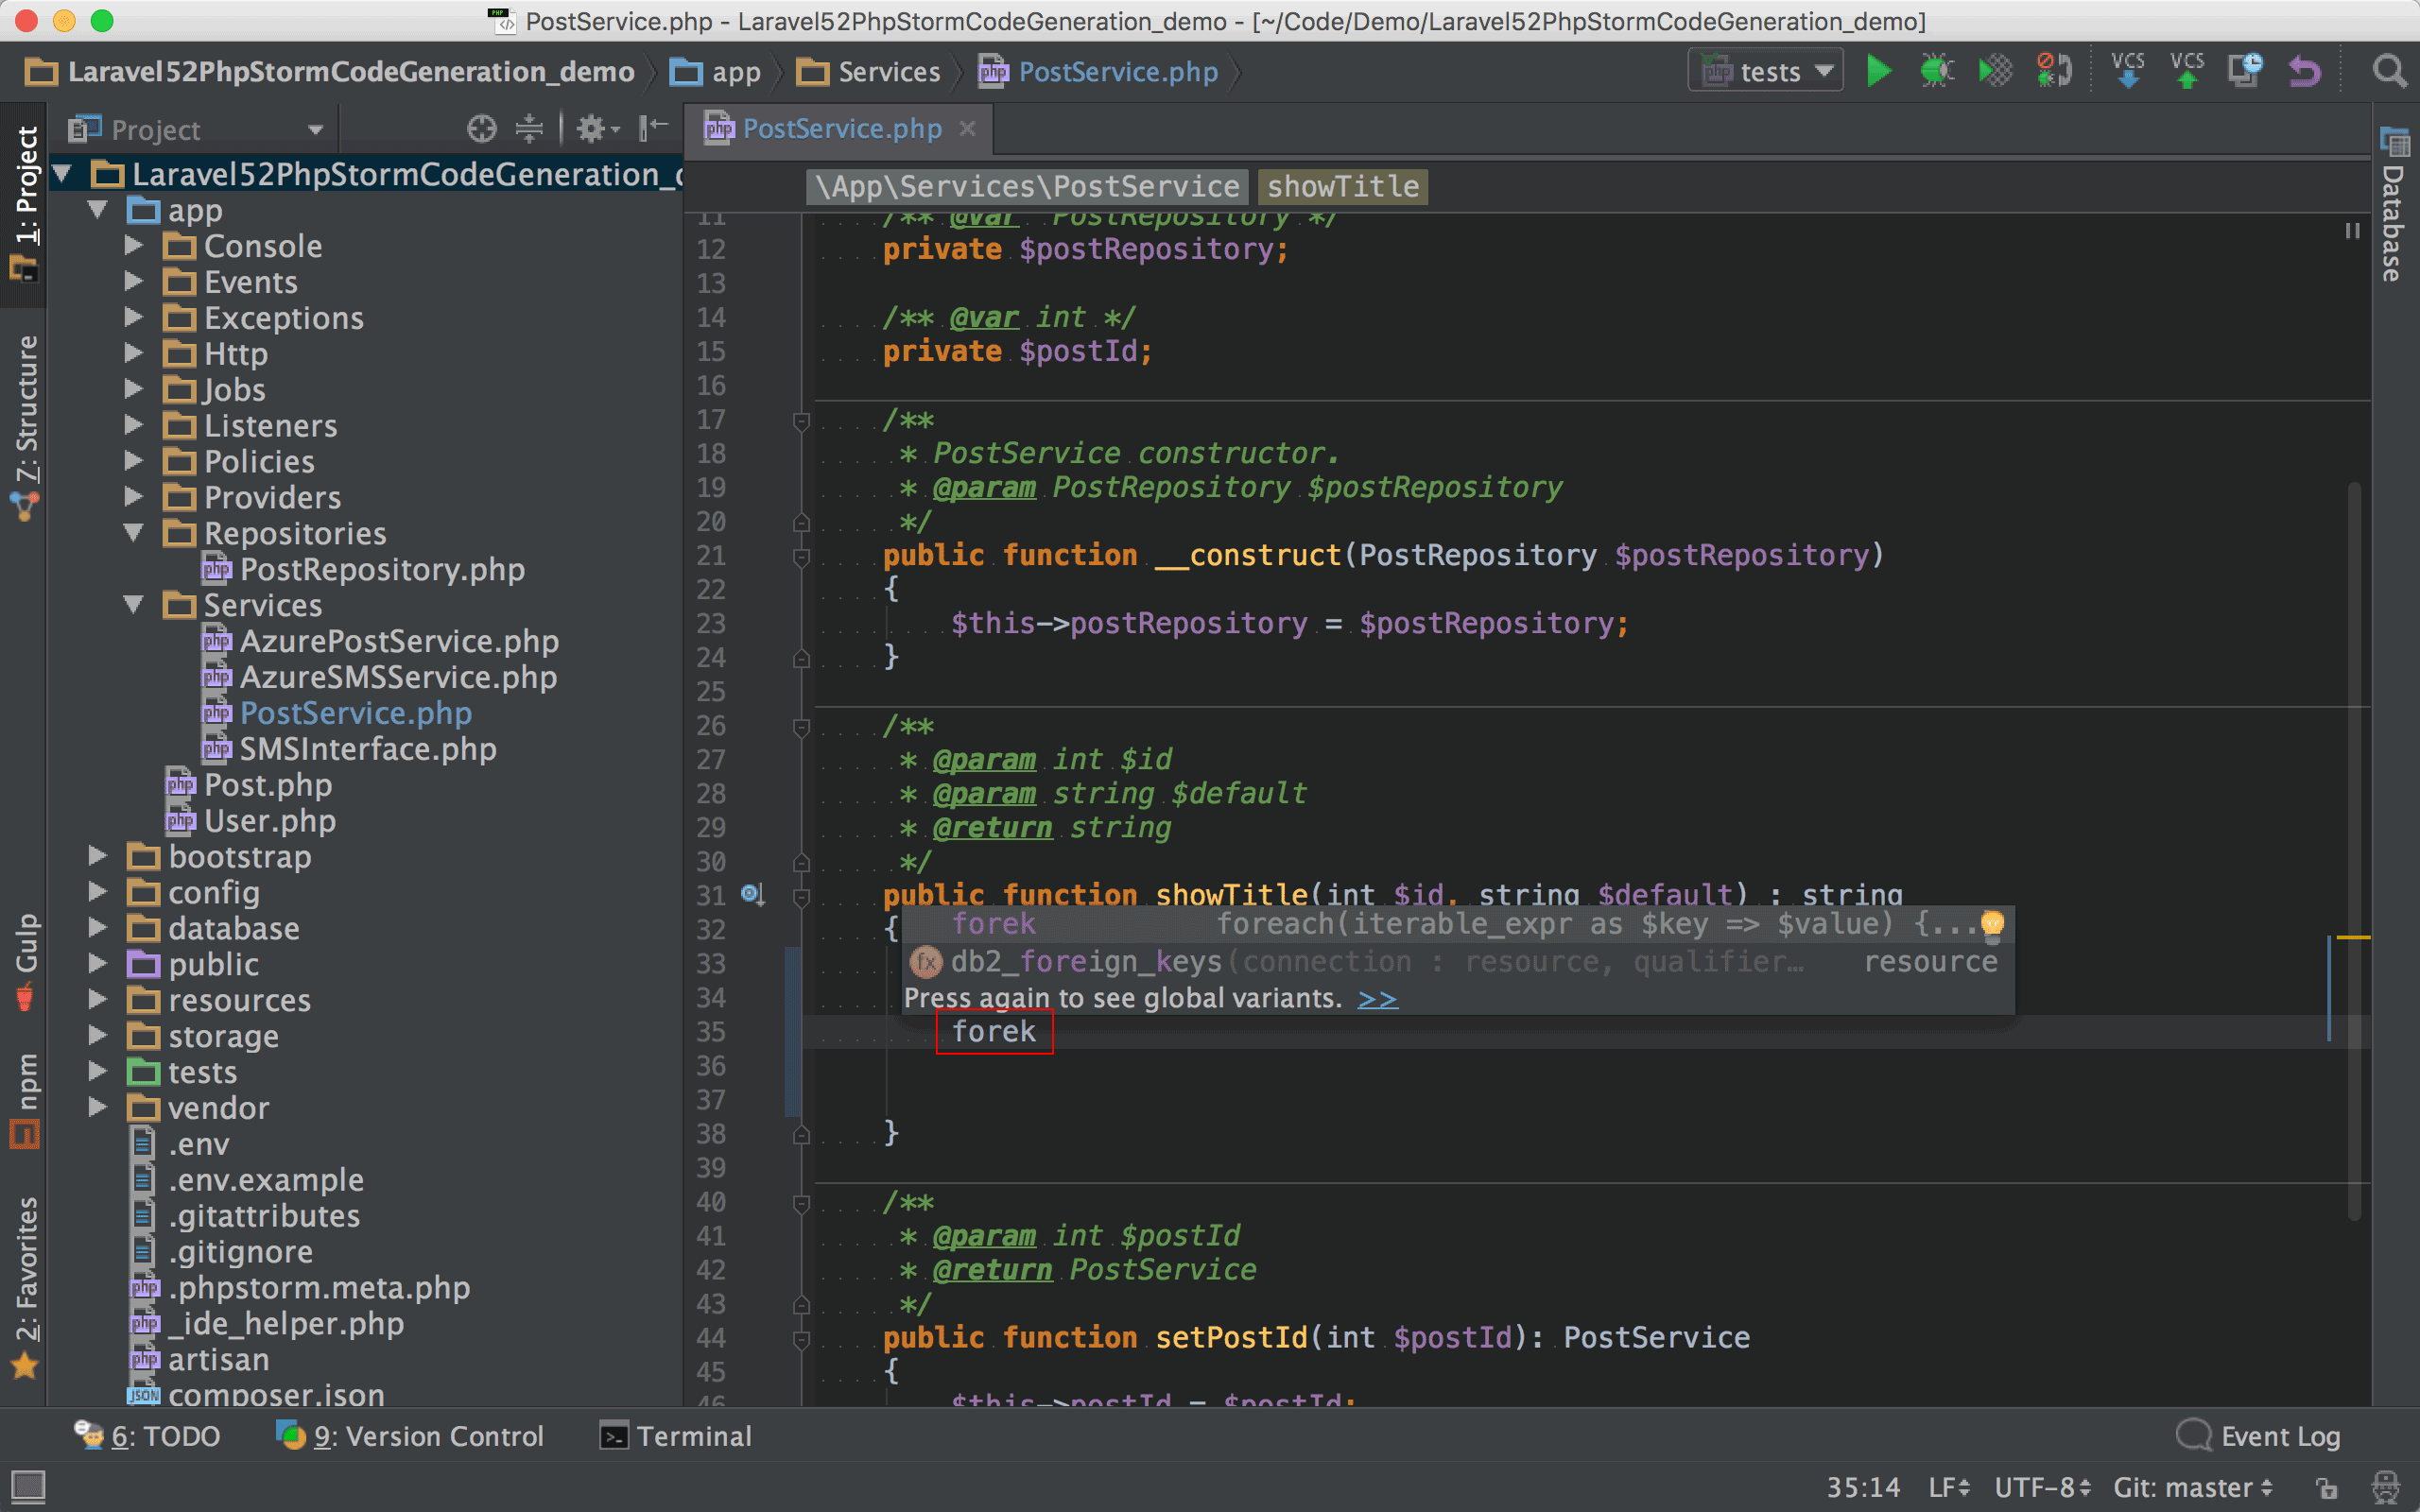 PostService.php - Laravel52PhpStormCodeGeneration_demo - [~/Code/Demo/Laravel52PhpStormCodeGeneration_demo]
Laravel52PhpStormCodeGeneration_demo app Services PostService.php tests VCS VCS
1: Project
7: Structure
Gulp
npm
2: Favorites
Project
Laravel52PhpStormCodeGeneration_
app
Console
Events
Exceptions
Http
Jobs
Listeners
Policies
Providers
Repositories
PostRepository.php
Services
AzurePostService.php
AzureSMSService.php
PostService.php
SMSInterface.php
Post.php
User.php
bootstrap
config
database
public
resources
storage
tests
vendor
.env
.env.example
.gitattributes
.gitignore
.phpstorm.meta.php
_ide_helper.php
artisan
composer.json
PostService.php
\App\Services\PostService showTitle
11 /** @var PostRepository */
12 private $postRepository;
13
14 /** @var int */
15 private $postId;
16
17 /**
18 * PostService constructor.
19 * @param PostRepository $postRepository
20 */
21 public function __construct(PostRepository $postRepository)
22 {
23 $this->postRepository = $postRepository;
24 }
25
26 /**
27 * @param int $id
28 * @param string $default
29 * @return string
30 */
31 public function showTitle(int $id, string $default) : string
32 {
forek foreach(iterable_expr as $key => $value) {...
33
fx db2_foreign_keys(connection : resource, qualifier… resource
34
Press again to see global variants. >>
35 forek
36
37
38 }
39
40 /**
41 * @param int $postId
42 * @return PostService
43 */
44 public function setPostId(int $postId): PostService
45 {
46 $this->postId = $postId;
Database
6: TODO 9: Version Control Terminal Event Log
35:14 LF UTF-8 Git: master